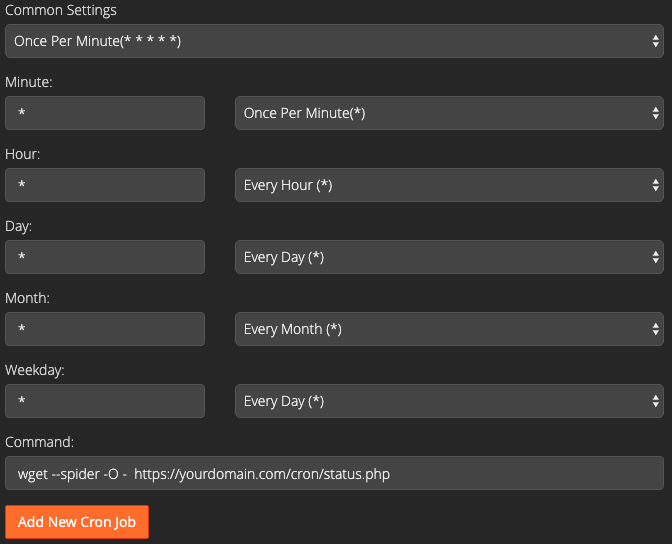 Common Settings
Once Per Minute(* * * * *)
Minute:
* Once Per Minute(*)
Hour:
* Every Hour (*)
Day:
* Every Day (*)
Month:
* Every Month (*)
Weekday:
* Every Day (*)
Command:
wget --spider -O - https://yourdomain.com/cron/status.php
Add New Cron Job